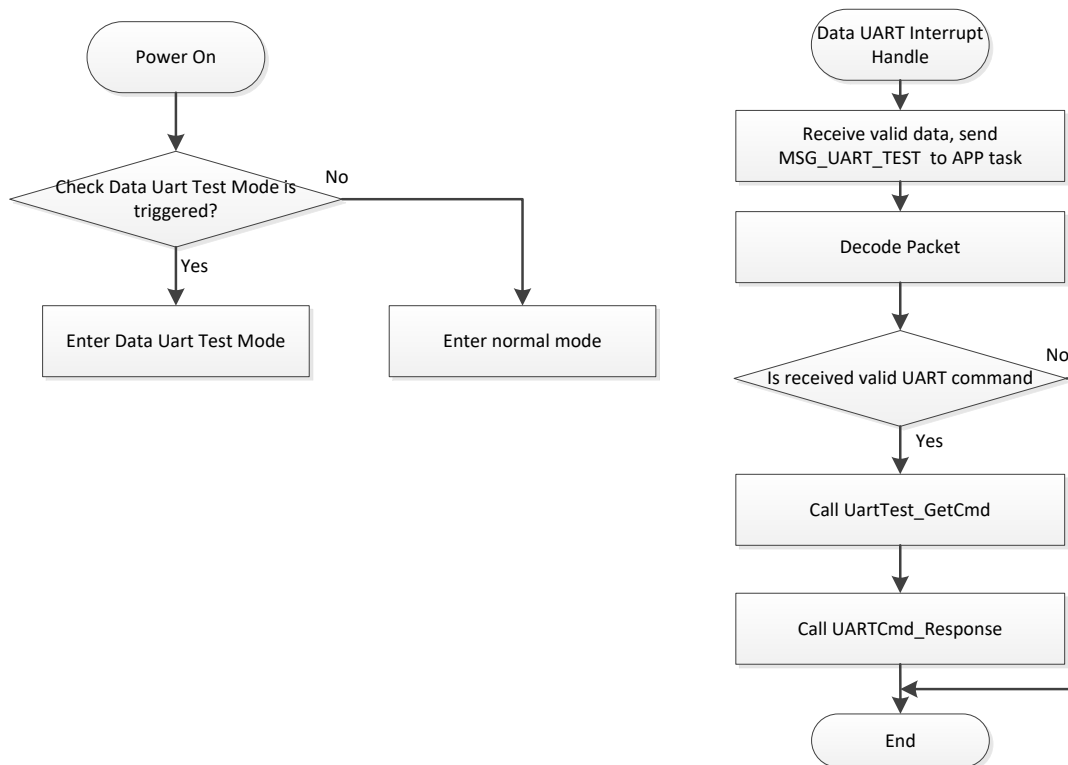 Power On
Check Data Uart Test Mode is
triggered?
No
Yes
Enter Data Uart Test Mode
Enter normal mode
Data UART Interrupt
Handle
Receive valid data, send
MSG_UART_TEST to APP task
Decode Packet
Is received valid UART command
No
Yes
Call UartTest_GetCmd
Call UARTCmd_Response
End